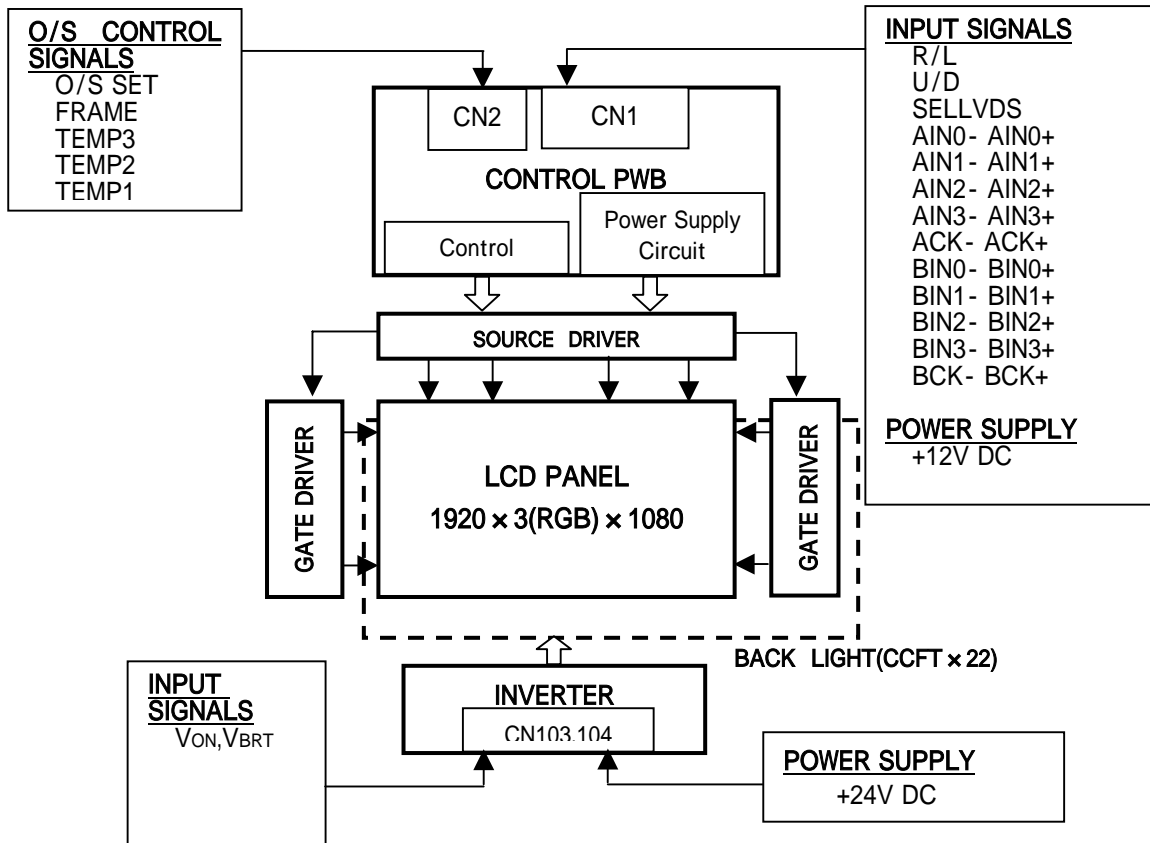 O/S CONTROL
SIGNALS
O/S SET
FRAME
TEMP3
TEMP2
TEMP1
CN2
CN1
CONTROL PWB
Control
Power Supply
Circuit
INPUT SIGNALS
R/L
U/D
SELLVDS
AIN0- AIN0+
AIN1- AIN1+
AIN2- AIN2+
AIN3- AIN3+
ACK- ACK+
BIN0- BIN0+
BIN1- BIN1+
BIN2- BIN2+
BIN3- BIN3+
BCK- BCK+
POWER SUPPLY
+12V DC
SOURCE DRIVER
GATE DRIVER
LCD PANEL
1920 × 3(RGB) × 1080
GATE DRIVER
BACK LIGHT(CCFT × 22)
INPUT
SIGNALS
VON,VBRT
INVERTER
CN103.104
POWER SUPPLY
+24V DC